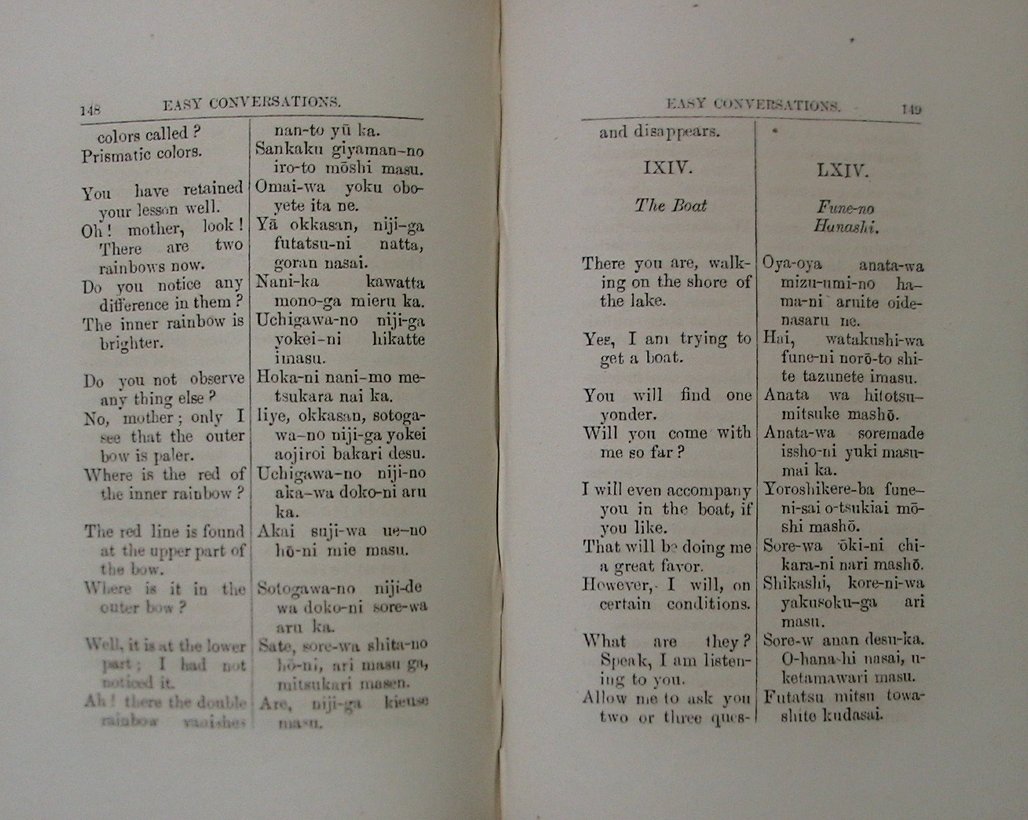 148
EASY CONVERSATIONS.
colors called ?
Prismatic colors.
You have retained
your lesson well.
Oh! mother, look!
There are two
rainbows now.
Do you notice any
difference in them ?
The inner rainbow is
brighter.
Do you not observe
any thing else ?
No, mother; only I
see that the outer
bow is paler.
Where is the red of
the inner rainbow ?
The red line is found
at the upper part of
the bow.
Where is it in the
outer bow ?
Well, it is at the lower
part; I had not
noticed it.
Ah! there the double
rainbow vanishes
nan-to yū ka.
Sankaku giyaman-no
iro-to mōshi masu.
Omai-wa yoku obo-
yete ita ne.
Yā okkasan, niji-ga
futatsu-ni natta,
goran nasai.
Nani-ka kawatta
mono-ga mieru ka.
Uchigawa-no niji-ga
yokei-ni hikatte
imasu.
Hoka-ni nani-mo me-
tsukara nai ka.
Iiye, okkasan, sotoga-
wa-no niji-ga yokei
aojiroi bakari desu.
Uchigawa-no niji-no
aka-wa doko-ni aru
ka.
Akai suji-wa ue-no
hō-ni mie masu.
Sotogawa-no niji-de
wa doko-ni sore-wa
aru ka.
Sate, sore-wa shita-no
hō-ni, ari masu ga,
mitsukari masen.
Are, niji-ga kieuse
masu.
EASY CONVERSATIONS.
149
and disappears.
IXIV.
The Boat
There you are, walk-
ing on the shore of
the lake.
Yes, I am trying to
get a boat.
You will find one
yonder.
Will you come with
me so far ?
I will even accompany
you in the boat, if
you like.
That will be doing me
a great favor.
However, I will, on
certain conditions.
What are they?
Speak, I am listen-
ing to you.
Allow me to ask you
two or three ques-
LXIV.
Fune-no
Hanashi.
Oya-oya anata-wa
mizu-umi-no ha-
ma-ni aruite oide-
nasaru ne.
Hai, watakushi-wa
fune-ni norō-to shi-
te tazunete imasu.
Anata wa hitotsu-
mitsuke mashō.
Anata-wa soremade
issho-ni yuki masu-
mai ka.
Yoroshikere-ba fune-
ni-sai o-tsukiai mō-
shi mashō.
Sore-wa ōki-ni chi-
kara-ni nari mashō.
Shikashi, kore-ni-wa
yakusoku-ga ari
masu.
Sore-w anan desu-ka.
O-hanashi nasai, u-
ketamawari masu.
Futatsu mitsu towa-
shite kudasai.